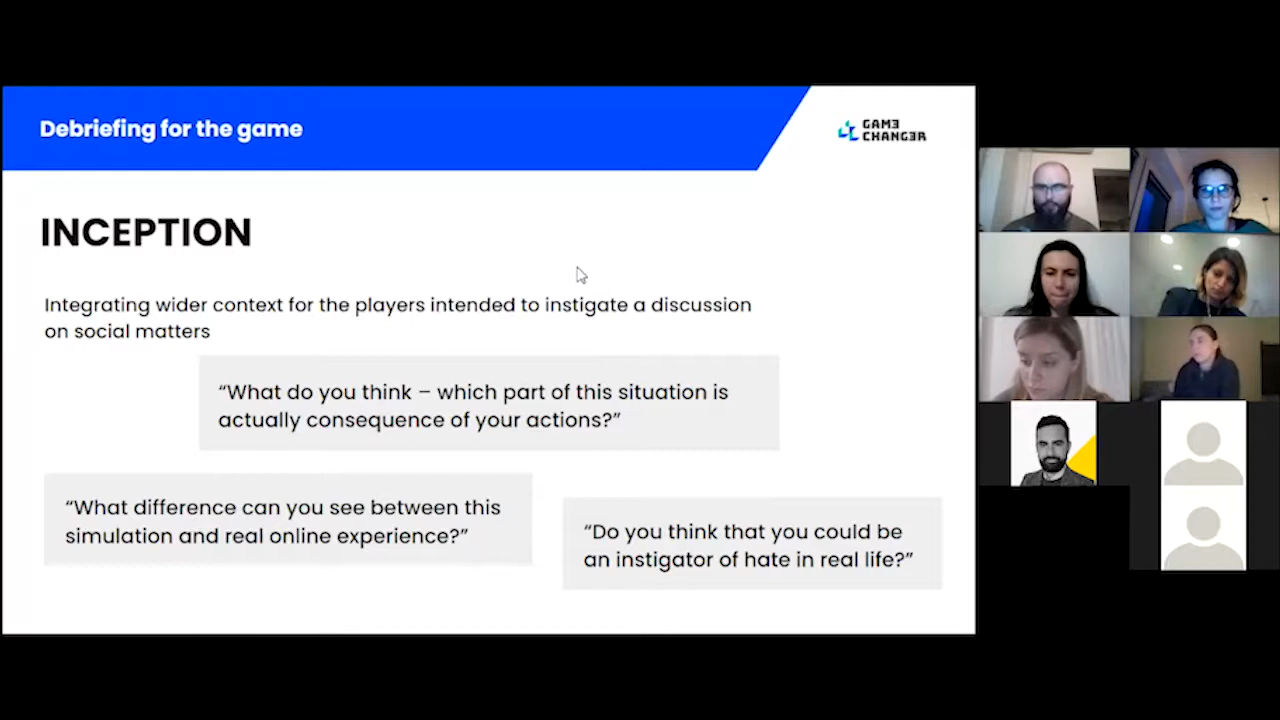 Debriefing for the game
GAME
CHANGER
INCEPTION
Integrating wider context for the players intended to instigate a discussion
on social matters
“What do you think – which part of this situation is
actually consequence of your actions?”
“What difference can you see between this
simulation and real online experience?”
“Do you think that you could be
an instigator of hate in real life?”